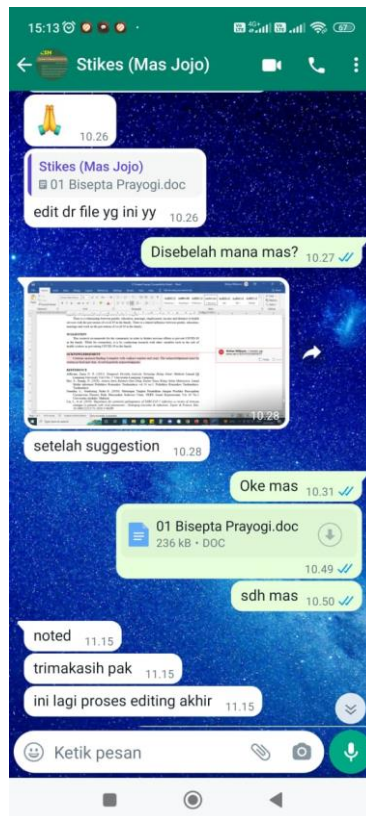 15:13
67
Stikes (Mas Jojo)
10.26
Stikes (Mas Jojo)
01 Bisepta Prayogi.doc
edit dr file yg ini yy 10.26
Disebelah mana mas? 10.27
10.28
setelah suggestion 10.28
Oke mas 10.31
01 Bisepta Prayogi.doc
236 kB • DOC
10.49
sdh mas 10.50
noted 11.15
trimakasih pak 11.15
ini lagi proses editing akhir 11.15
Ketik pesan